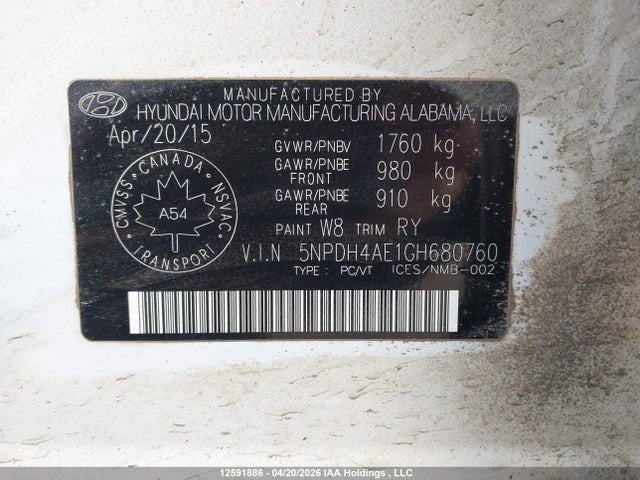 MANUFACTURED BY
HYUNDAI MOTOR MANUFACTURING ALABAMA, LLC
Apr/20/15
GVWR/PNBV 1760 kg
GAWR/PNBE FRONT 980 kg
GAWR/PNBE REAR 910 kg
PAINT W8 TRIM RY
CANADA
CMVSS NSVAC
A54
TRANSPORT
V.I.N 5NPDH4AE1GH680760
TYPE : PC/VT ICES/NMB-002
12591886 - 04/20/2026 IAA Holdings , LLC